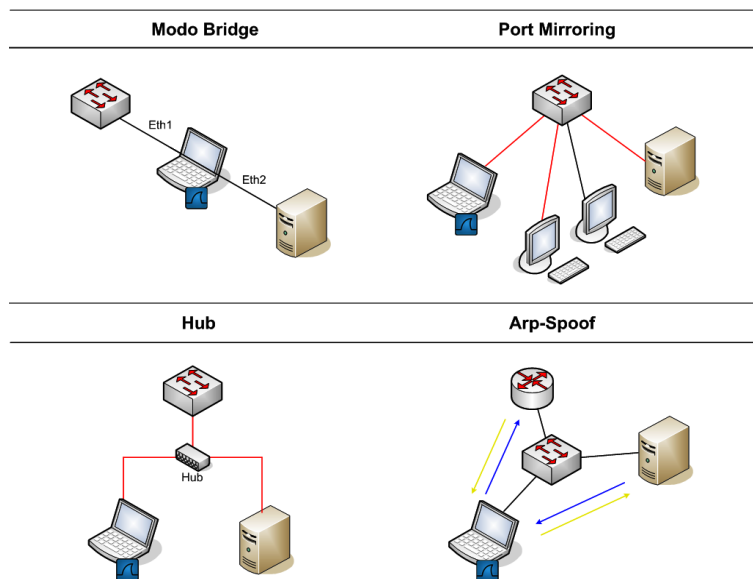 Modo Bridge
Port Mirroring
Eth1
Eth2
Hub
Arp-Spoof
Hub